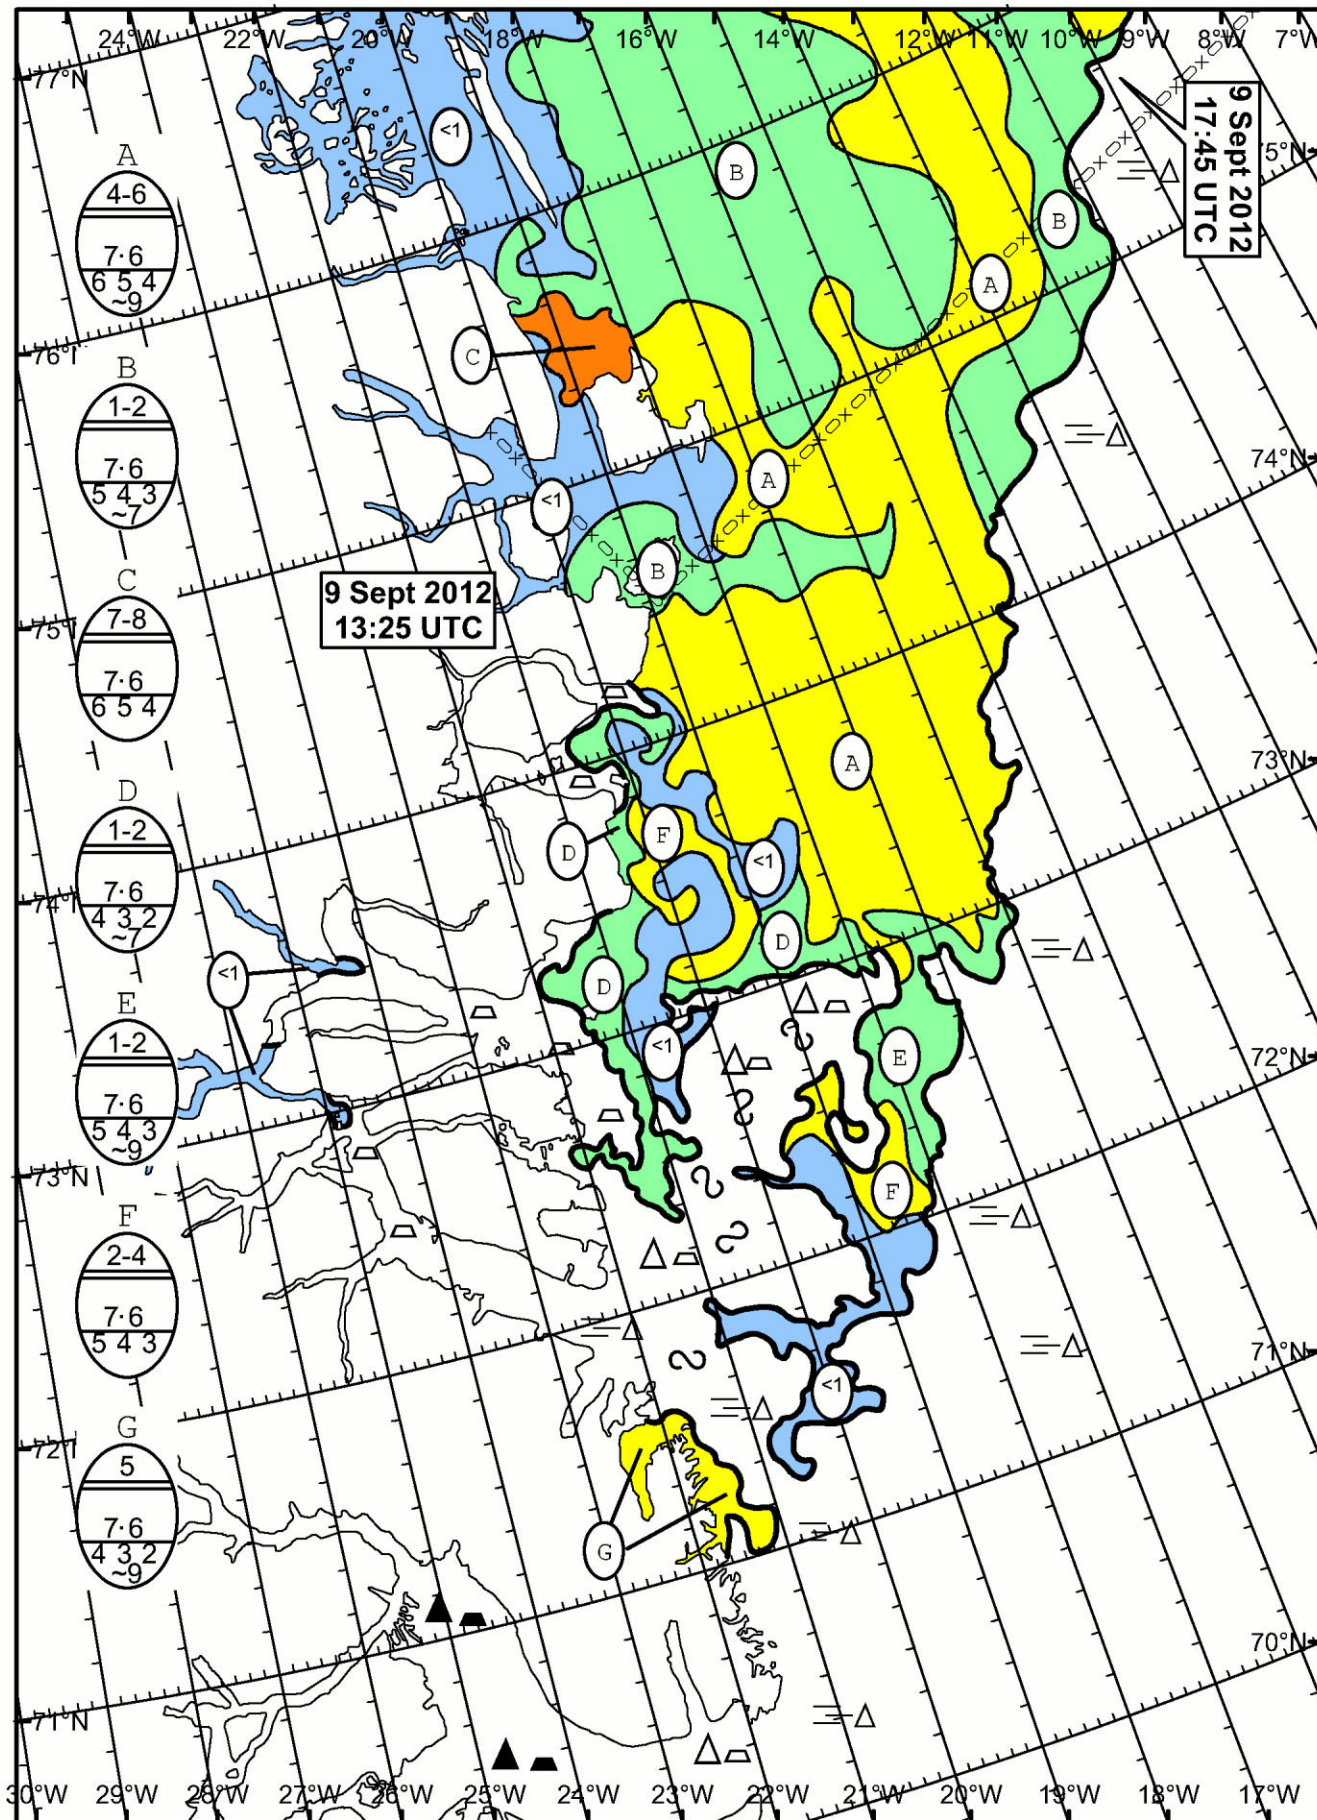 24°W 22°W 20°W 18°W 16°W 14°W 12°W 11°W 10°W 9°W 8°W 7°W
77°N
9 Sept 2012
17:45 UTC
75°N
<1
B
B
A
A
4-6
7·6
6 5 4
~9
76°
C
B
1-2
7·6
5 4 3
~7
74°N
A
<1
B
9 Sept 2012
13:25 UTC
C
7-8
7·6
6 5 4
75°N
73°N
A
D
1-2
7·6
4 3 2
~7
74°N
F
D
<1
D
D
<1
E
1-2
7·6
5 4 3
~9
<1
E
72°N
73°N
F
F
2-4
7·6
5 4 3
71°N
<1
72°
G
5
7·6
4 3 2
~9
G
70°N
71°N
30°W 29°W 28°W 27°W 26°W 25°W 24°W 23°W 22°W 21°W 20°W 19°W 18°W 17°W